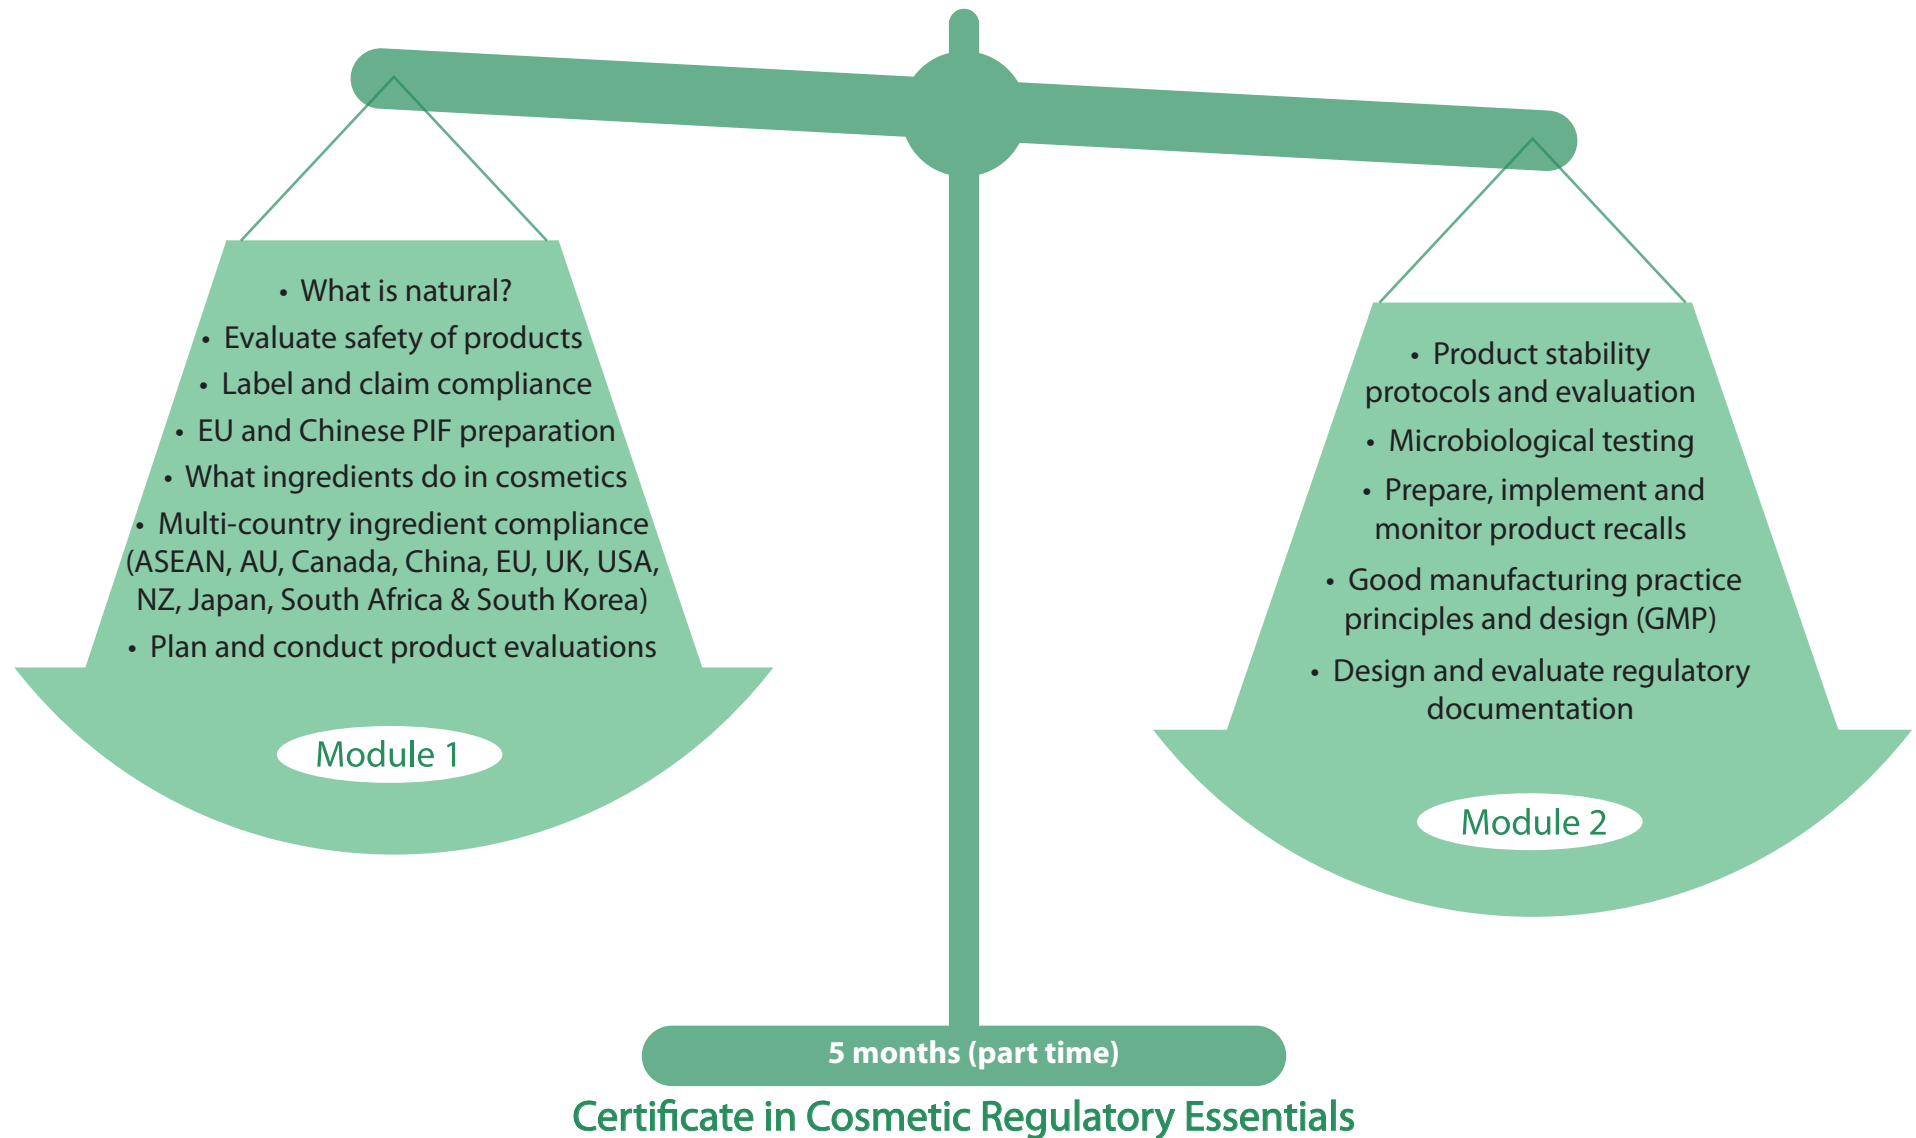 • What is natural?
• Evaluate safety of products
• Label and claim compliance
• EU and Chinese PIF preparation
• What ingredients do in cosmetics
• Multi-country ingredient compliance
(ASEAN, AU, Canada, China, EU, UK, USA,
NZ, Japan, South Africa & South Korea)
• Plan and conduct product evaluations
Module 1
• Product stability
protocols and evaluation
• Microbiological testing
• Prepare, implement and
monitor product recalls
• Good manufacturing practice
principles and design (GMP)
• Design and evaluate regulatory
documentation
Module 2
5 months (part time)
Certificate in Cosmetic Regulatory Essentials